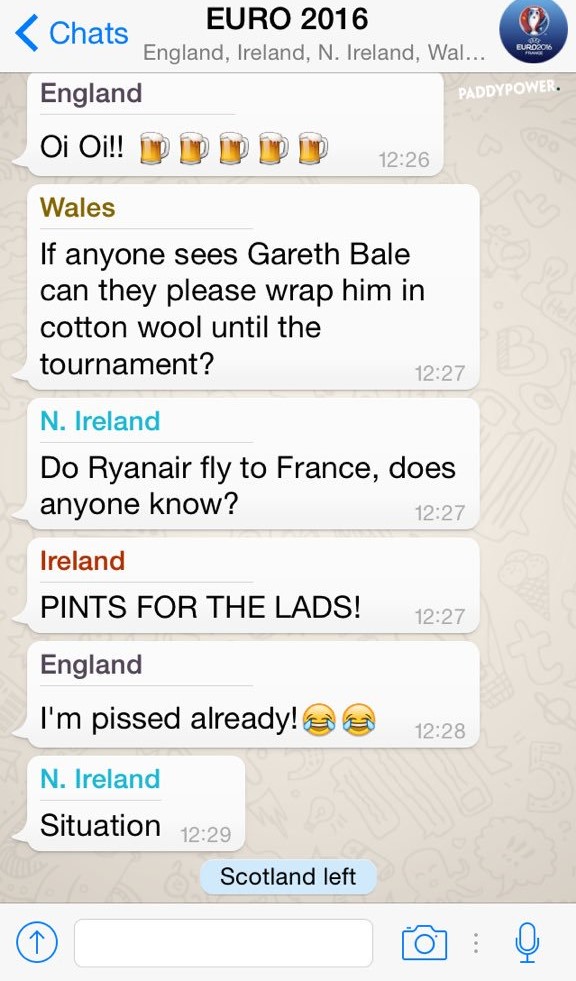 Chats
EURO 2016
England, Ireland, N. Ireland, Wal...
EURO2016
FRANCE
PADDYPOWER.
England
Oi Oi!! 🍺 🍺 🍺 🍺 🍺
12:26
Wales
If anyone sees Gareth Bale
can they please wrap him in
cotton wool until the
tournament?
12:27
N. Ireland
Do Ryanair fly to France, does
anyone know?
12:27
Ireland
PINTS FOR THE LADS!
12:27
England
I'm pissed already!😂😂
12:28
N. Ireland
Situation
12:29
Scotland left